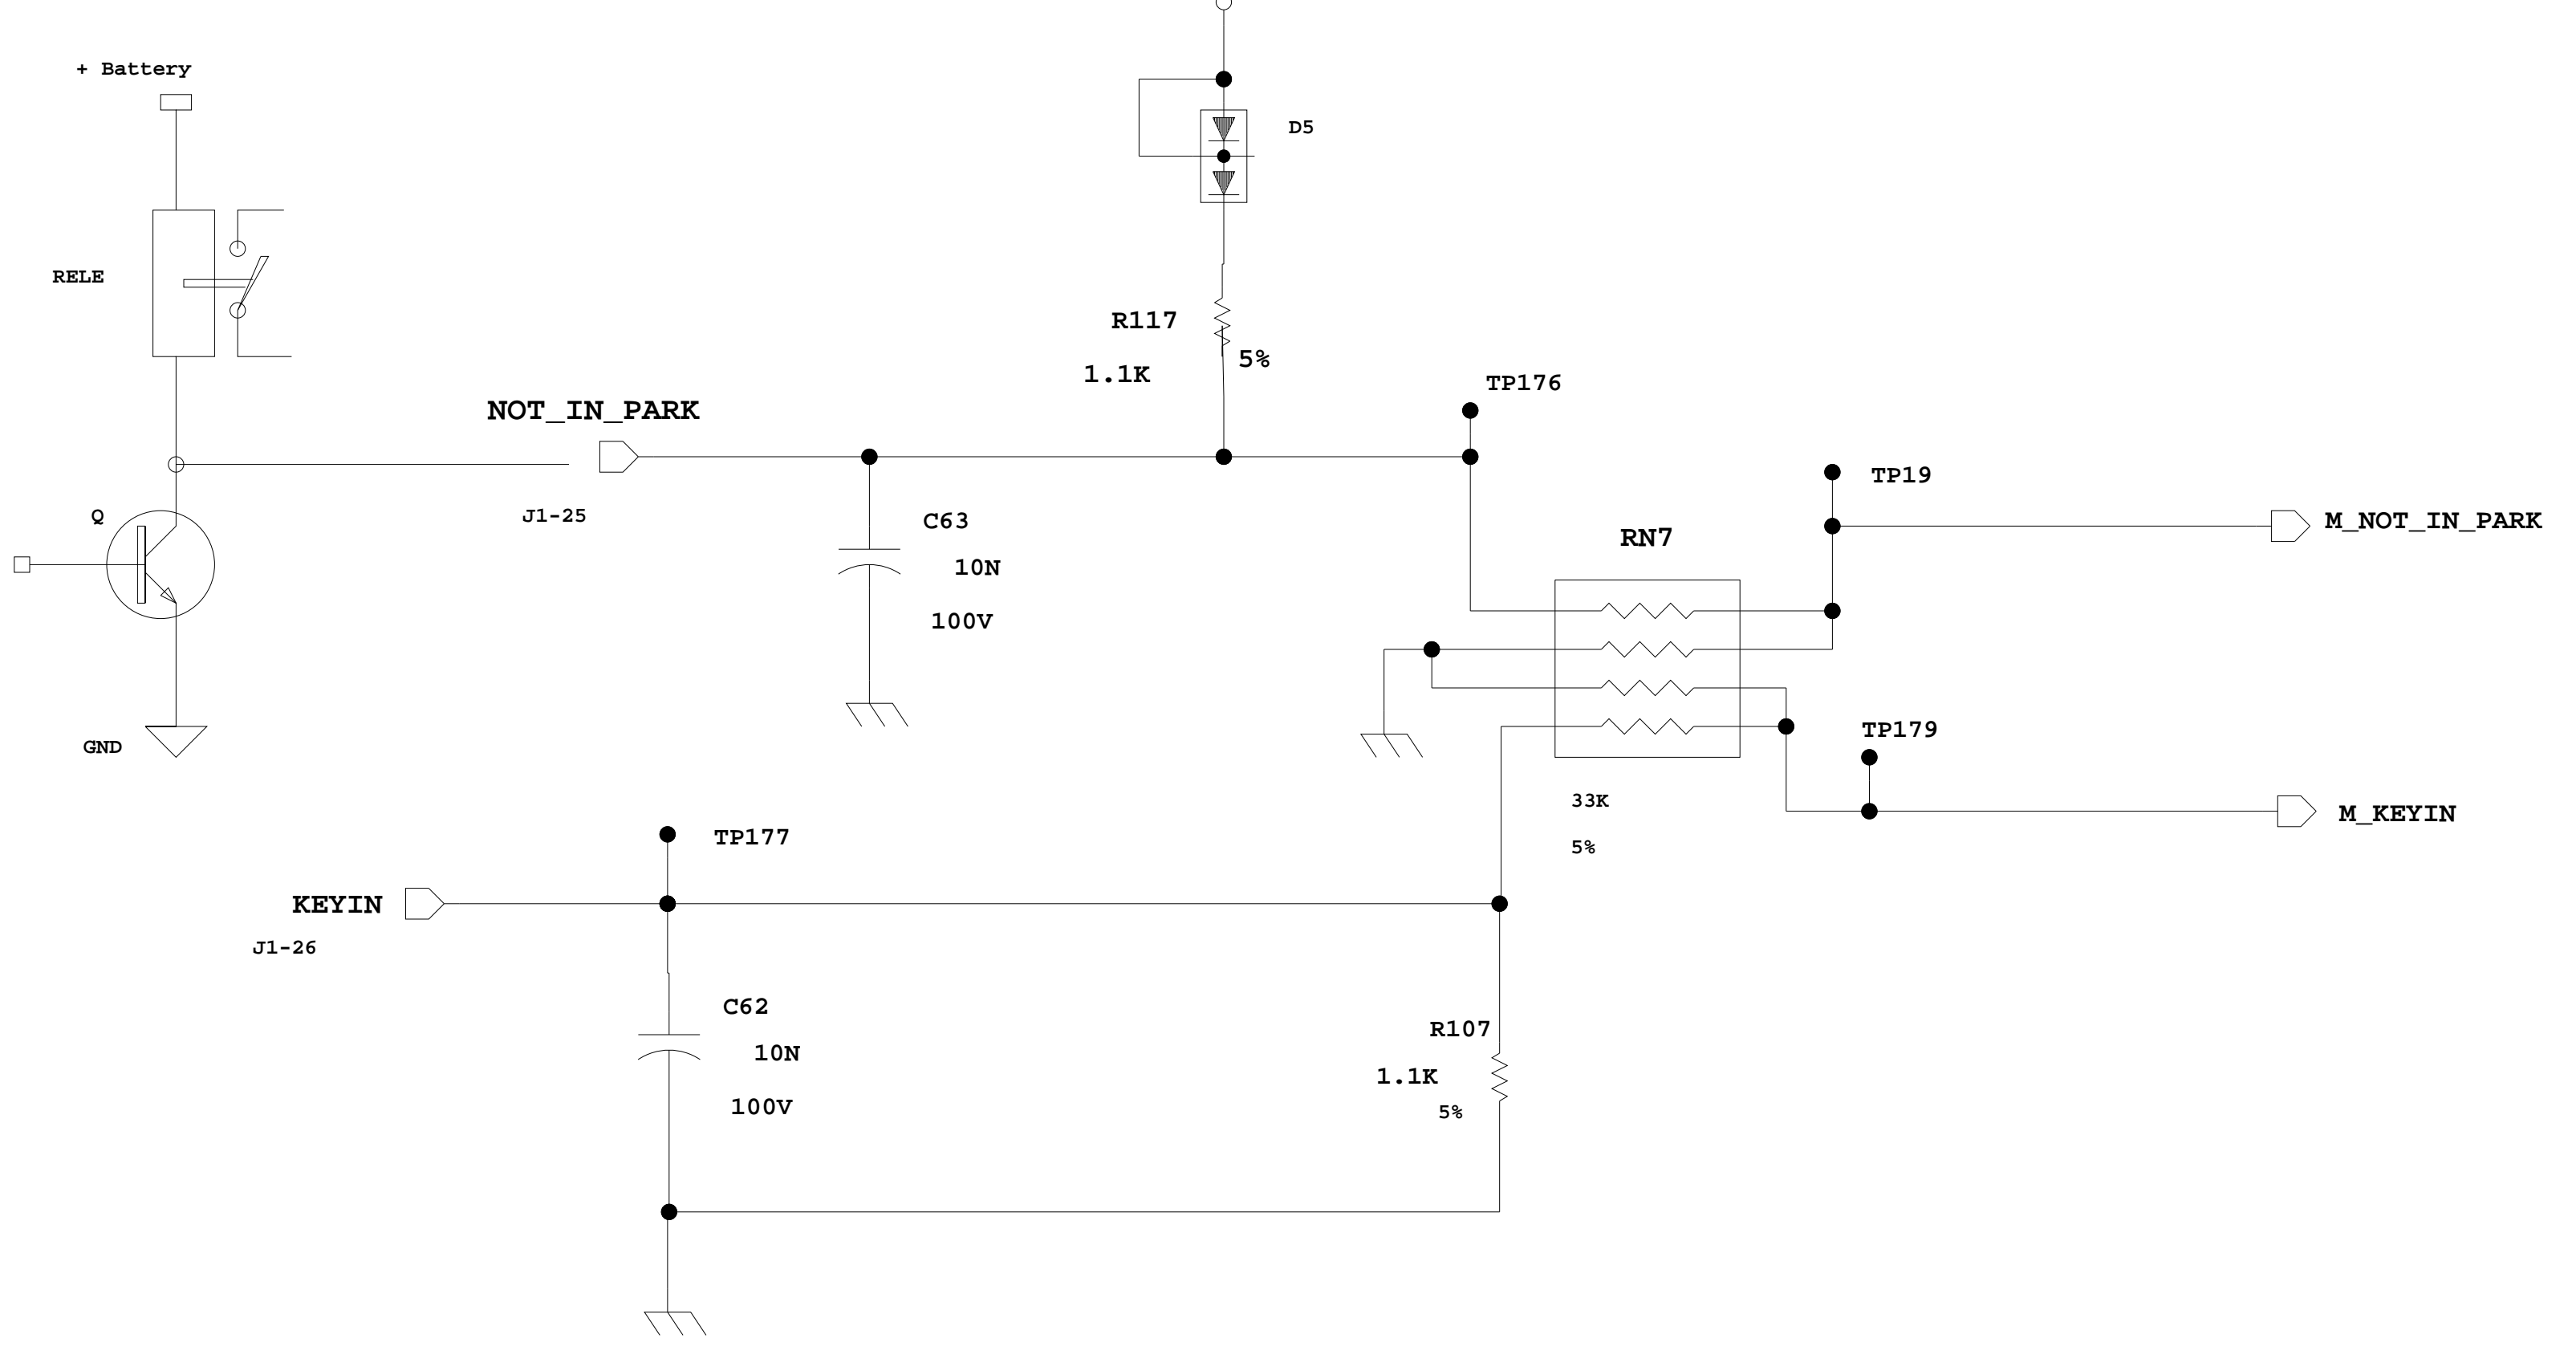 + Battery
D5
RELE
R117
5%
1.1K
TP176
NOT_IN_PARK
TP19
J1-25
Q
C63
M_NOT_IN_PARK
RN7
10N
100V
GND
TP179
33K
M_KEYIN
TP177
5%
KEYIN
J1-26
C62
R107
10N
1.1K
100V
5%